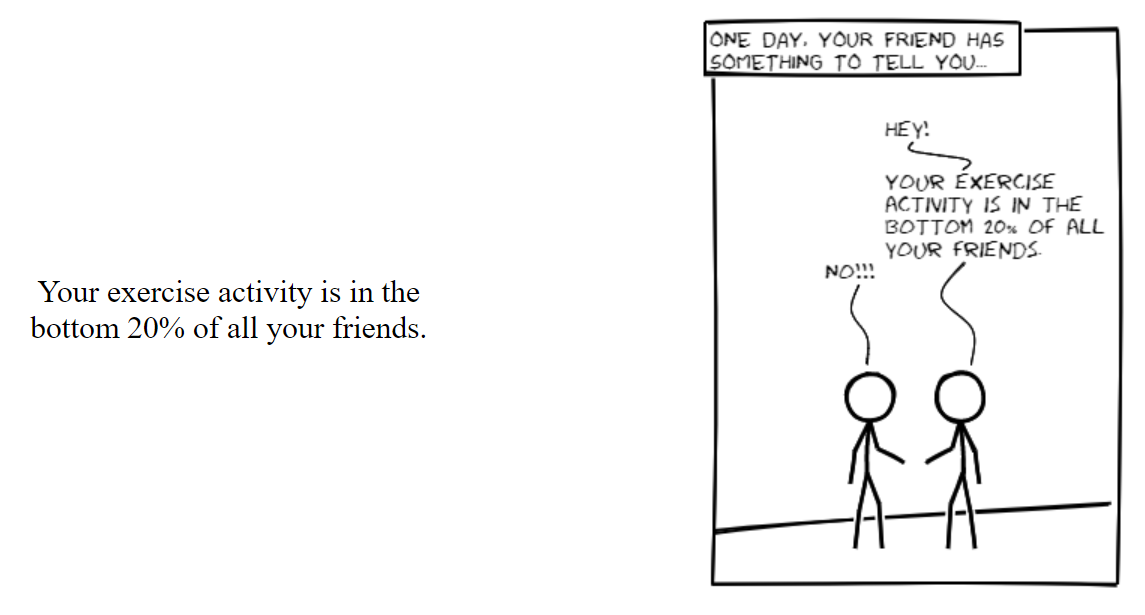 Your exercise activity is in the
bottom 20% of all your friends.
ONE DAY, YOUR FRIEND HAS
SOMETHING TO TELL YOU...
HEY!
YOUR EXERCISE
ACTIVITY IS IN THE
BOTTOM 20% OF ALL
YOUR FRIENDS.
NO!!!